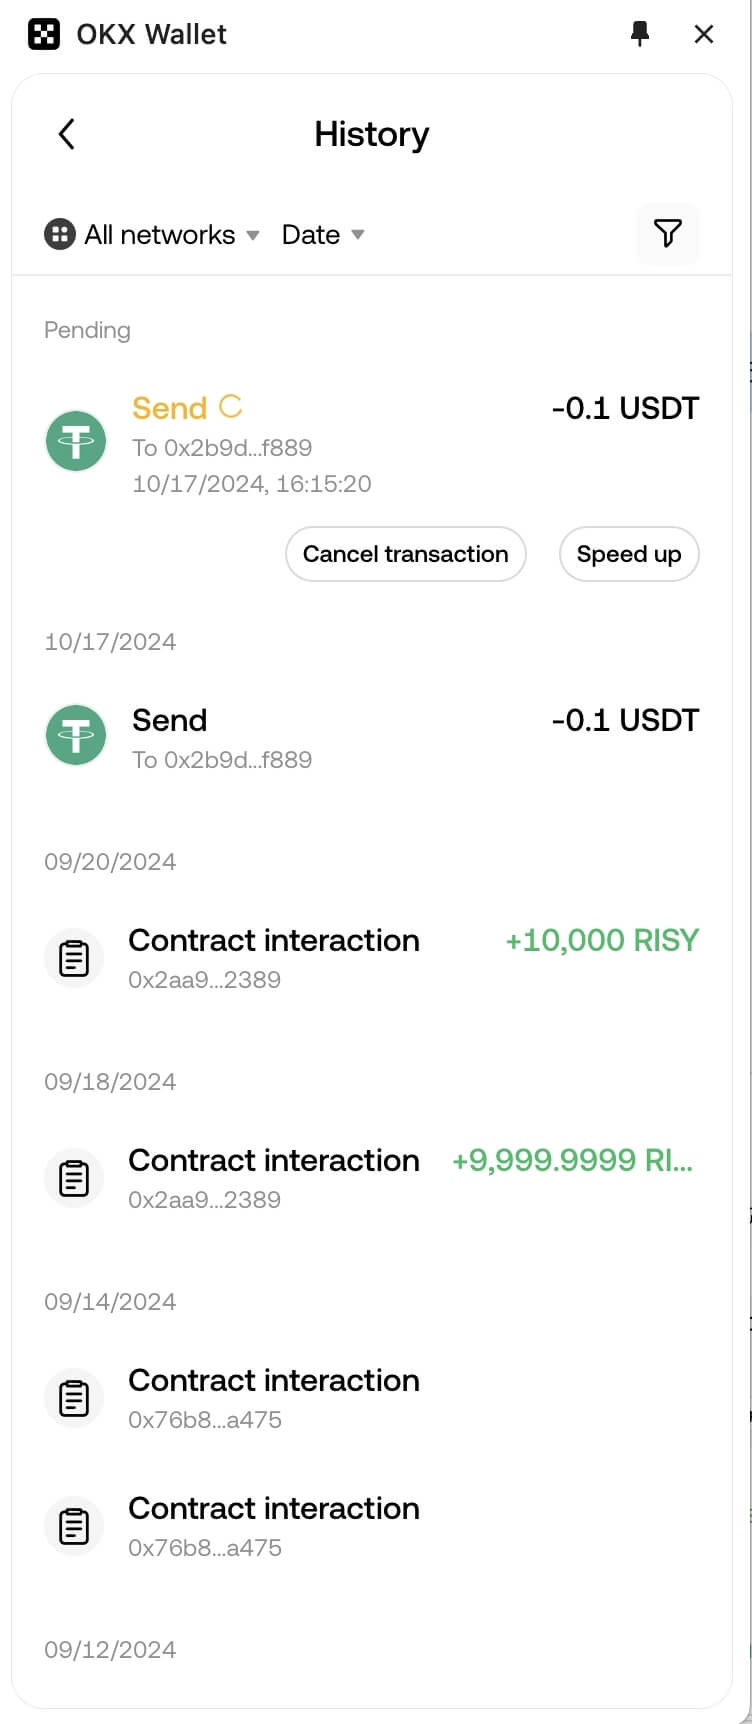 OKX Wallet
History
All networks Date
Pending
Send -0.1 USDT
To 0x2b9d...f889
10/17/2024, 16:15:20
Cancel transaction Speed up
10/17/2024
Send -0.1 USDT
To 0x2b9d...f889
09/20/2024
Contract interaction +10,000 RISY
0x2aa9...2389
09/18/2024
Contract interaction +9,999.9999 RI...
0x2aa9...2389
09/14/2024
Contract interaction
0x76b8...a475
Contract interaction
0x76b8...a475
09/12/2024